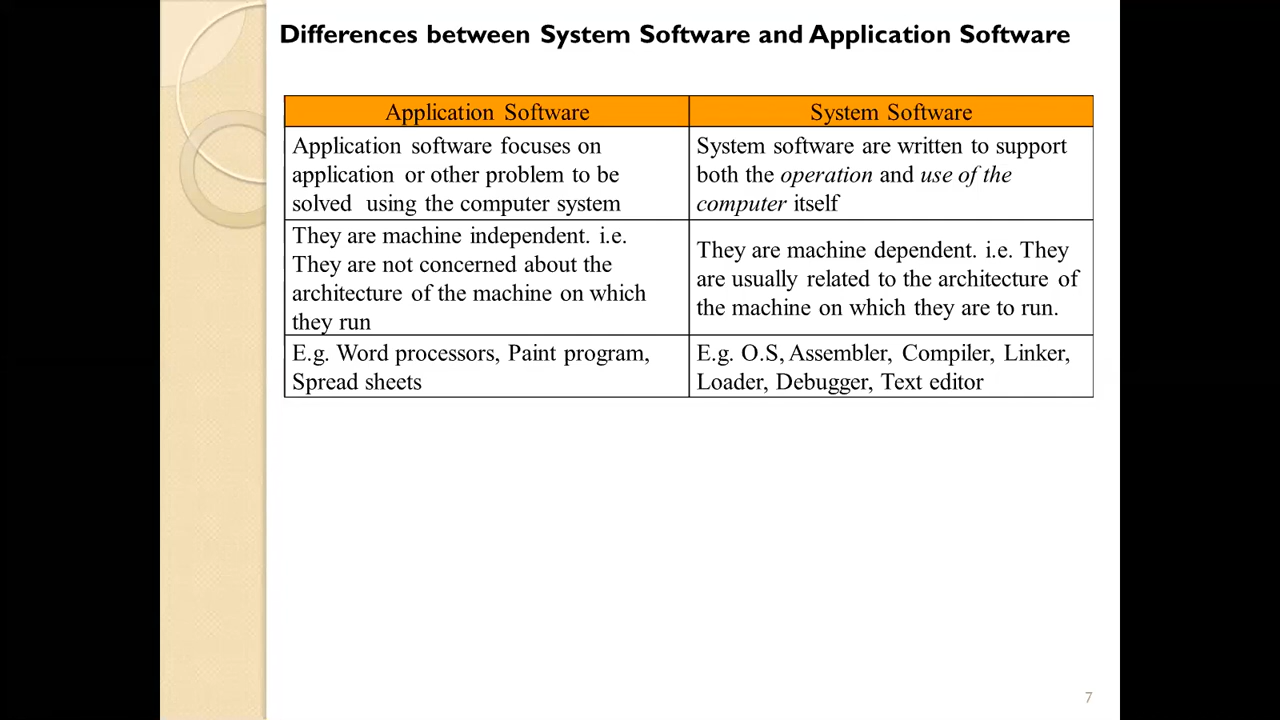 Differences between System Software and Application Software
Application Software
System Software
Application software focuses on
application or other problem to be
solved using the computer system
System software are written to support
both the operation and use of the
computer itself
They are machine independent. i.e.
They are not concerned about the
architecture of the machine on which
they run
They are machine dependent. i.e. They
are usually related to the architecture of
the machine on which they are to run.
E.g. Word processors, Paint program,
Spread sheets
E.g. O.S, Assembler, Compiler, Linker,
Loader, Debugger, Text editor
7